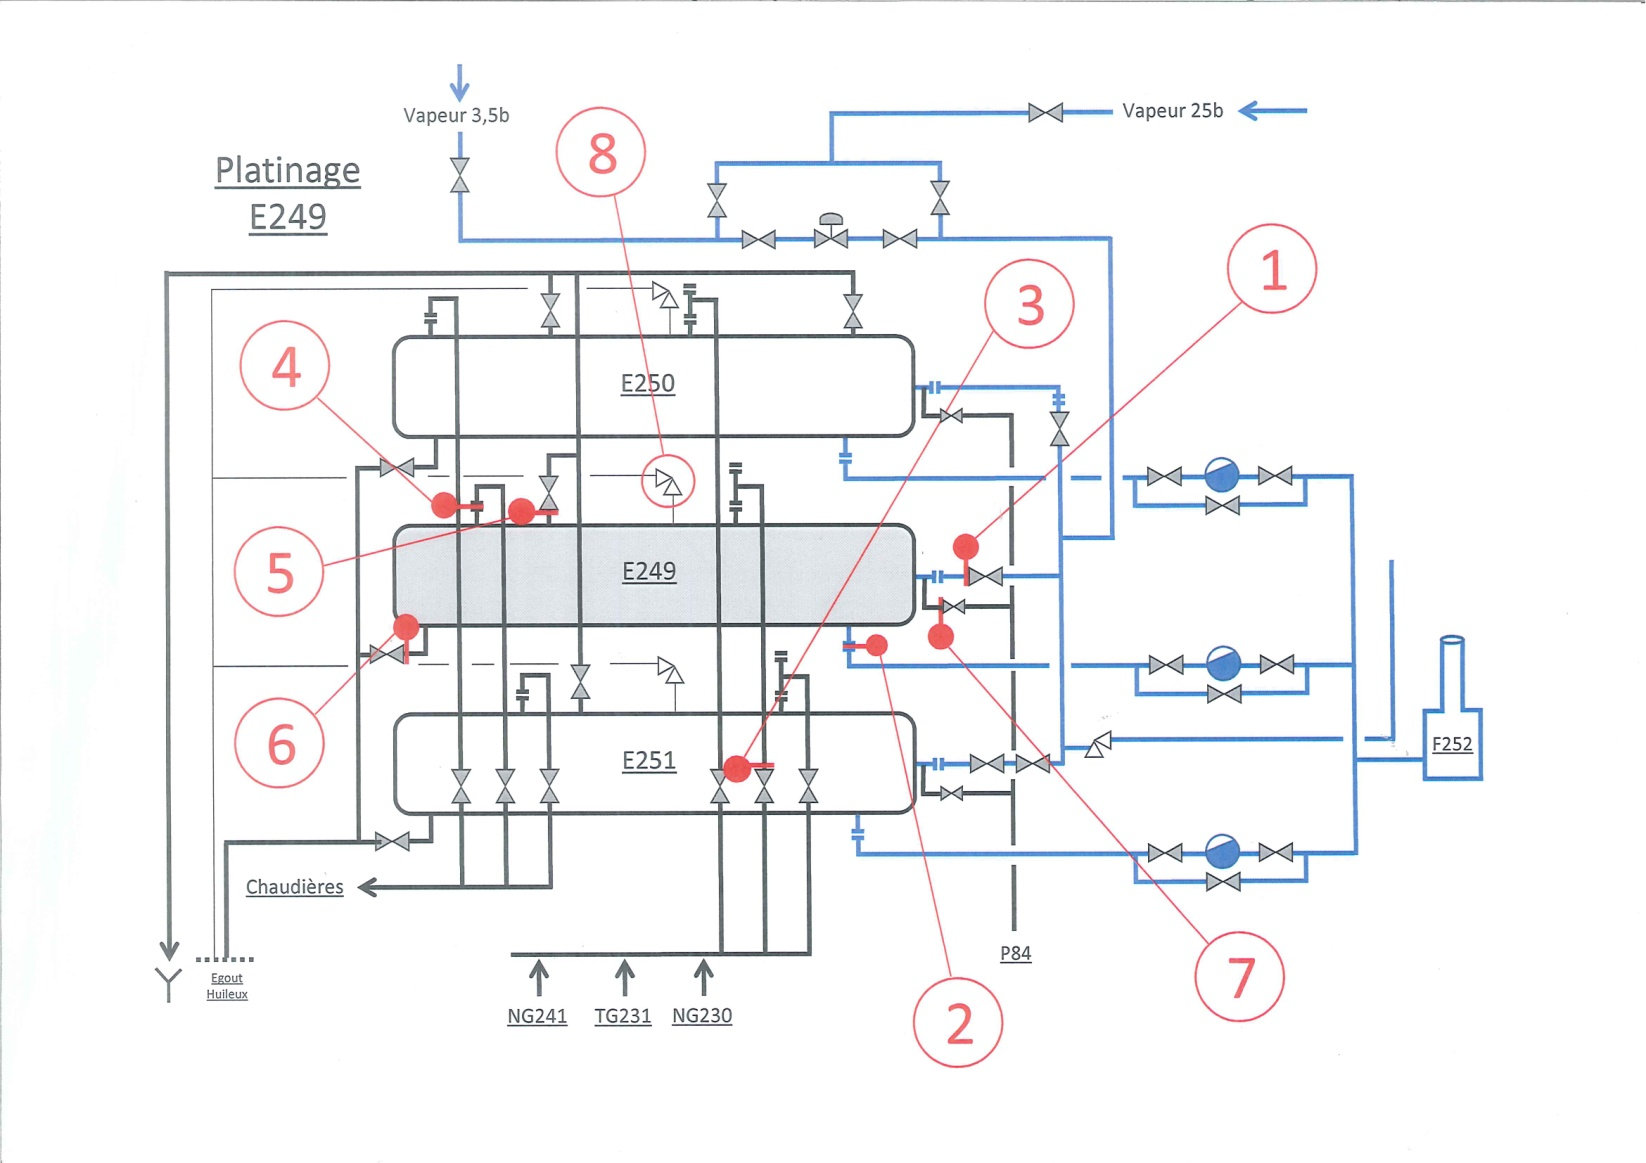 Vapeur 3,5b
Vapeur 25b
Platinage
E249
8
1
3
4
E250
5
E249
6
E251
F252
Chaudières
P84
7
2
Egout
Huileux
NG241
TG231
NG230